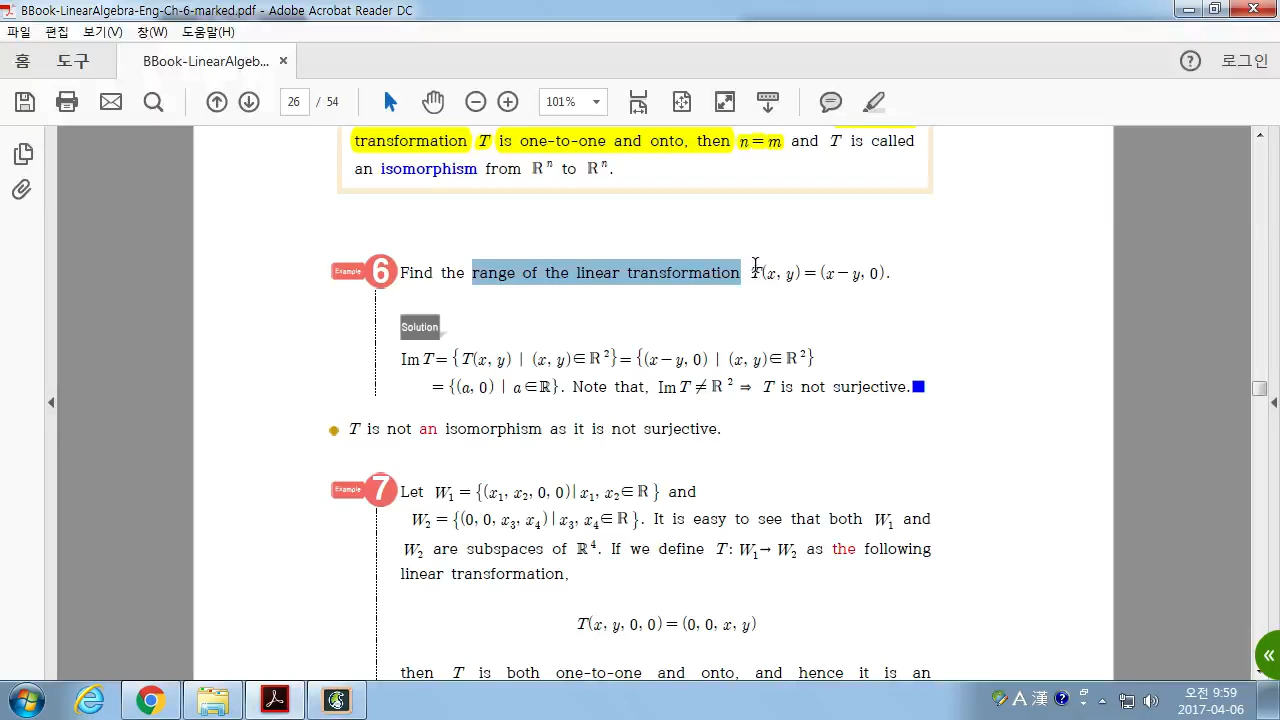 BBook-LinearAlgebra-Eng-Ch-6-marked.pdf - Adobe Acrobat Reader DC
파일 편집 보기(V) 창(W) 도움말(H)
홈 도구 BBook-LinearAlgeb... × ? 로그인
26 / 54 101%
transformation T is one-to-one and onto, then n=m and T is called
an isomorphism from ℝⁿ to ℝⁿ.
Example 6 Find the range of the linear transformation T(x, y)=(x−y, 0).
Solution
Im T={T(x, y) | (x, y)∈ℝ²}={(x−y, 0) | (x, y)∈ℝ²}
={(a, 0) | a∈ℝ}. Note that, Im T≠ℝ² ⇒ T is not surjective.■
● T is not an isomorphism as it is not surjective.
Example 7 Let W₁={(x₁, x₂, 0, 0)| x₁, x₂∈ℝ} and
W₂={(0, 0, x₃, x₄)| x₃, x₄∈ℝ}. It is easy to see that both W₁ and
W₂ are subspaces of ℝ⁴. If we define T: W₁→W₂ as the following
linear transformation,
T(x, y, 0, 0)=(0, 0, x, y)
then T is both one-to-one and onto, and hence it is an
A 漢 ? 오전 9:59
2017-04-06